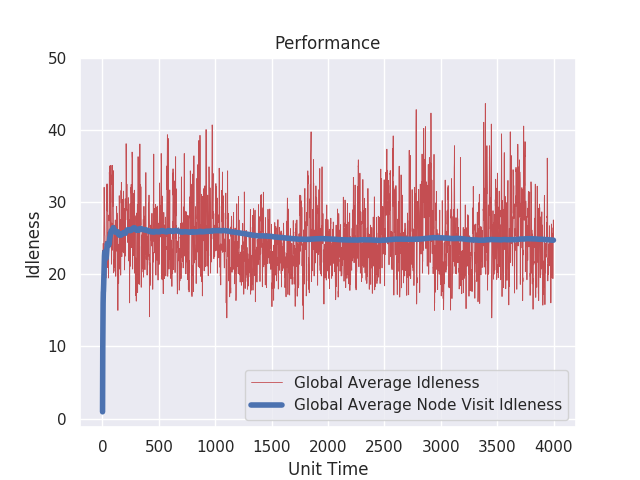 Performance
50
40
30
20
10
0
Idleness
Global Average Idleness
Global Average Node Visit Idleness
0 500 1000 1500 2000 2500 3000 3500 4000
Unit Time